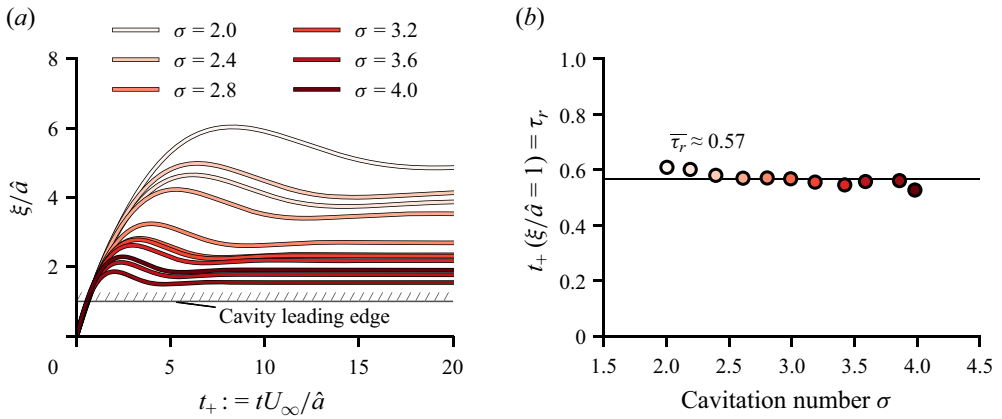 (a)
σ = 2.0
σ = 2.4
σ = 2.8
σ = 3.2
σ = 3.6
σ = 4.0
8
6
4
2
0
ξ/â
Cavity leading edge
5
10
15
20
t₊ : = tU∞/â
(b)
1.0
0.8
0.6
0.4
0.2
0
t₊ (ξ/â = 1) = τᵣ
τ̅ᵣ ≈ 0.57
1.5
2.0
2.5
3.0
3.5
4.0
4.5
Cavitation number σ